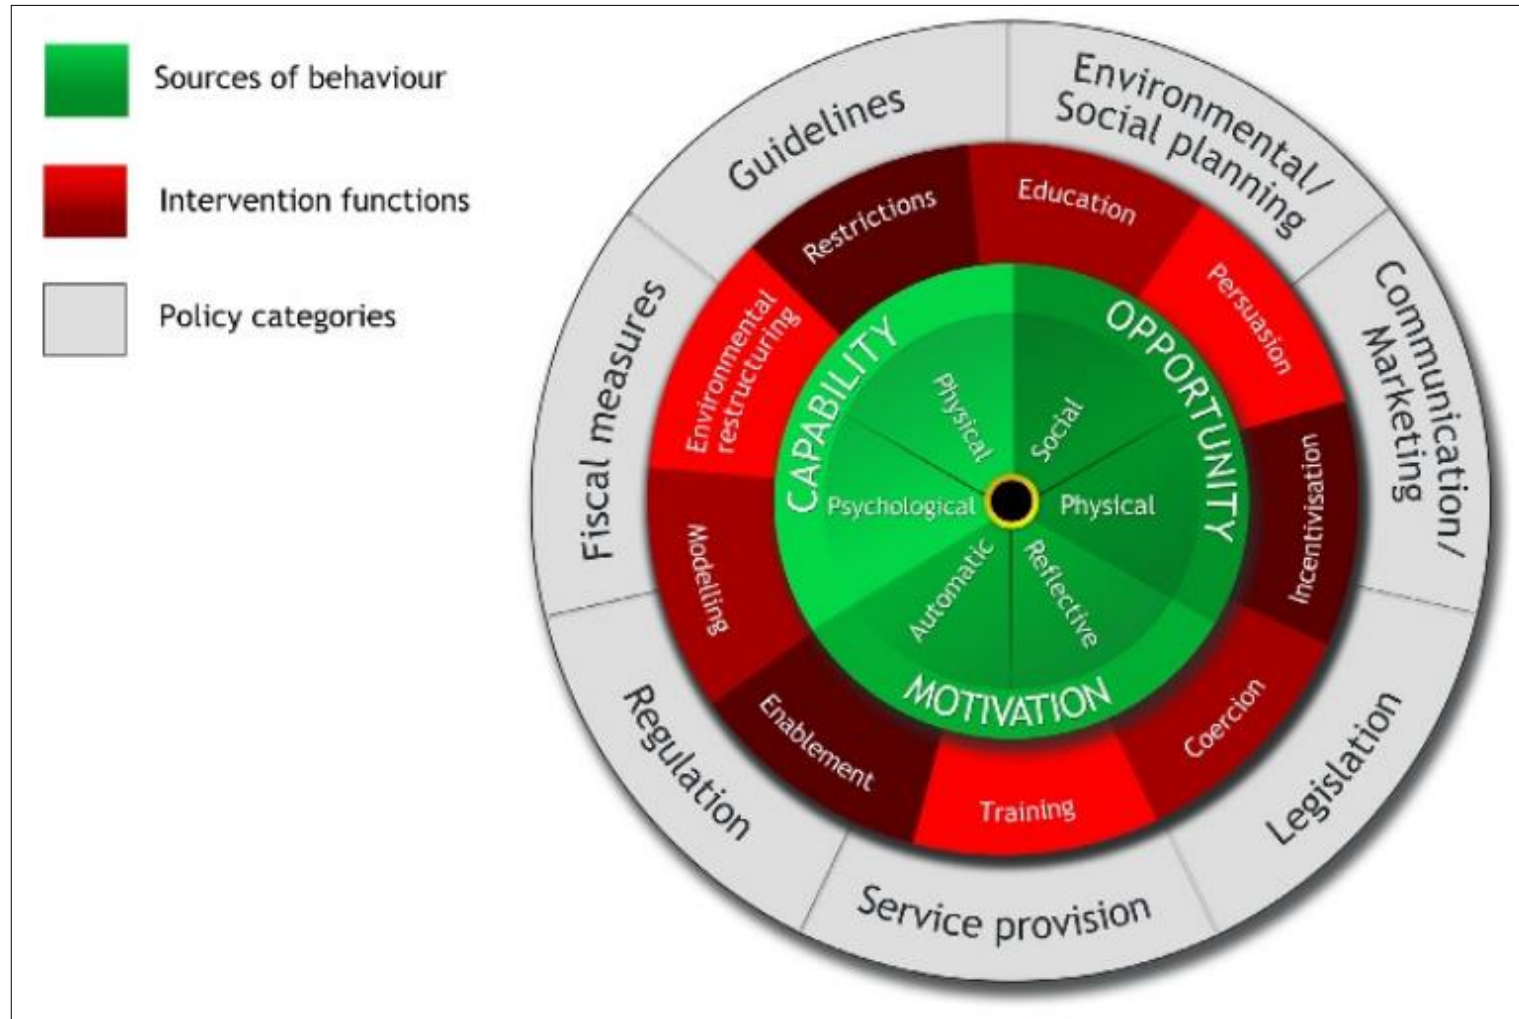 Sources of behaviour
Intervention functions
Policy categories
Guidelines
Environmental/
Social planning
Communication/
Marketing
Legislation
Service provision
Regulation
Fiscal measures
Restrictions
Education
Persuasion
Incentivisation
Coercion
Training
Enablement
Modelling
Environmental
restructuring
CAPABILITY
OPPORTUNITY
MOTIVATION
Physical
Social
Physical
Reflective
Automatic
Psychological